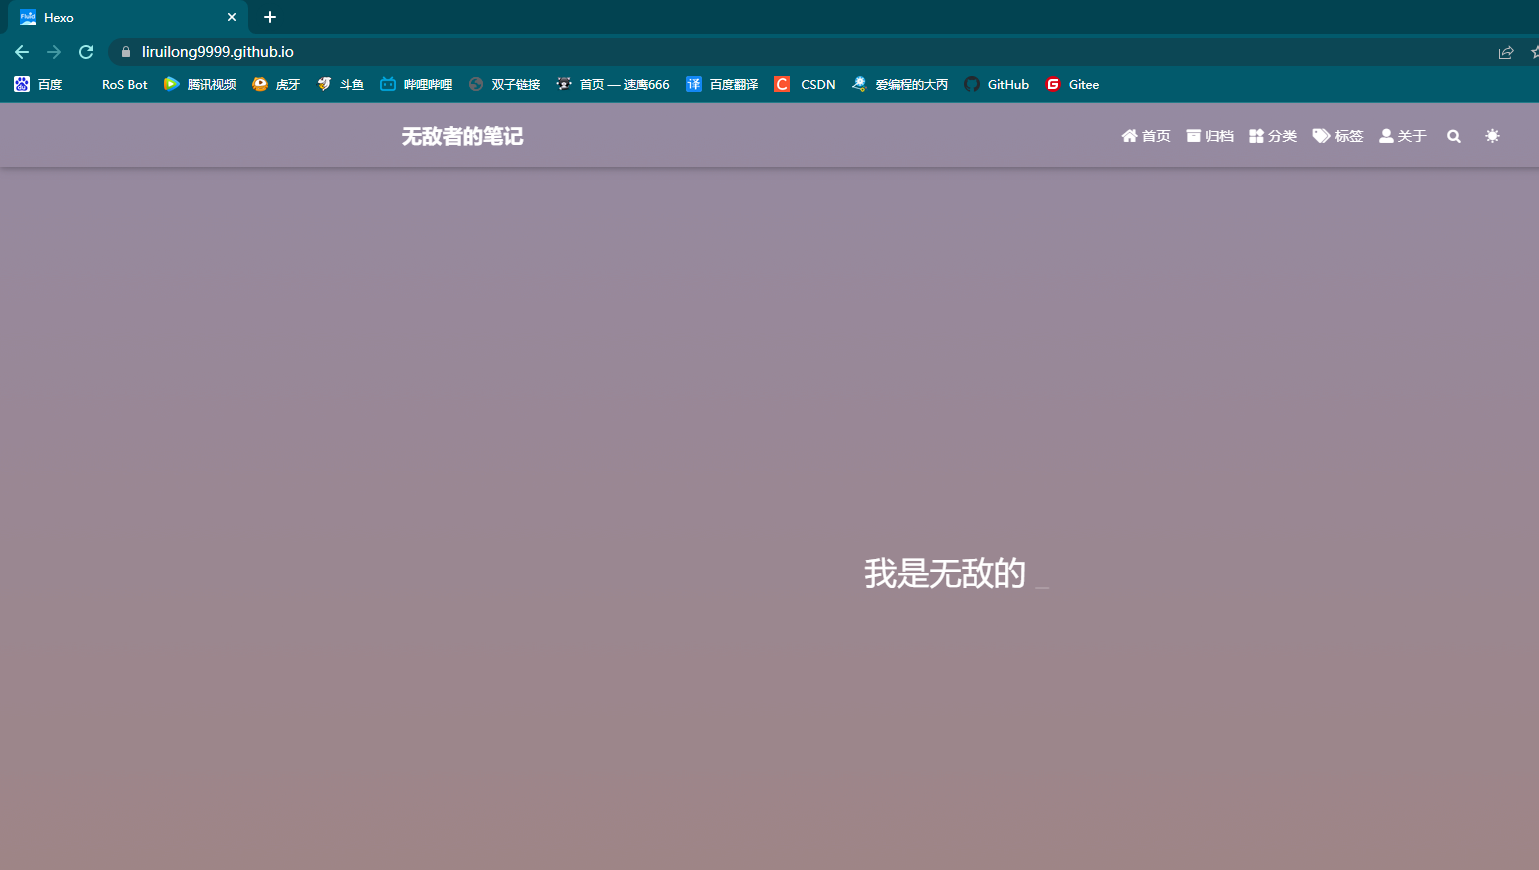 Hexo
liruilong9999.github.io
百度 RoS Bot 腾讯视频 虎牙 斗鱼 哔哩哔哩 双子链接 首页 — 速鹰666 译 百度翻译 C CSDN 爱编程的大丙 GitHub G Gitee
无敌者的笔记 首页 归档 分类 标签 关于
我是无敌的 _